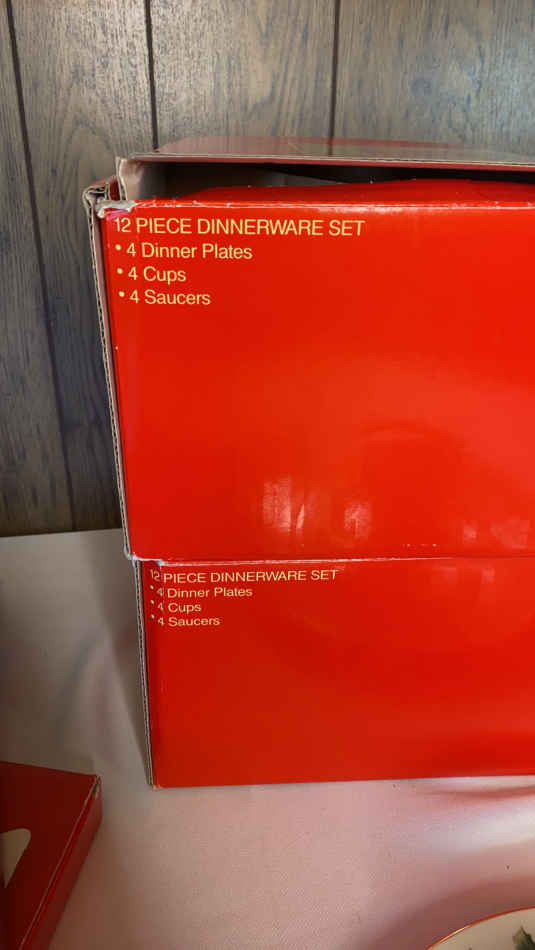 12 PIECE DINNERWARE SET
• 4 Dinner Plates
• 4 Cups
• 4 Saucers
12 PIECE DINNERWARE SET
• 4 Dinner Plates
• 4 Cups
• 4 Saucers